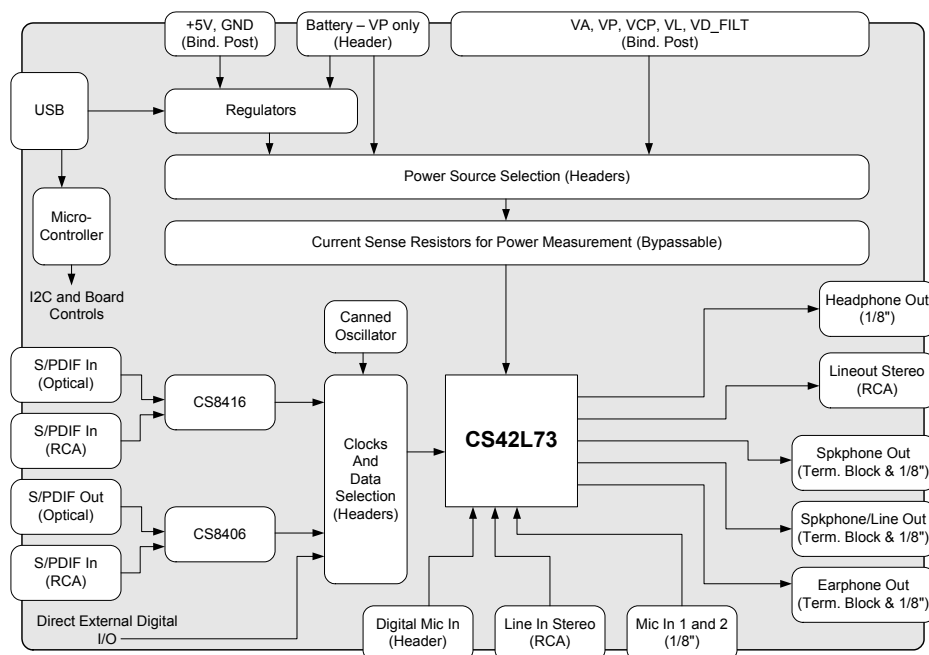 +5V, GND
(Bind. Post)
Battery – VP only
(Header)
VA, VP, VCP, VL, VD_FILT
(Bind. Post)
USB
Regulators
Power Source Selection (Headers)
Micro-
Controller
Current Sense Resistors for Power Measurement (Bypassable)
I2C and Board
Controls
Canned
Oscillator
Headphone Out
(1/8")
S/PDIF In
(Optical)
CS8416
S/PDIF In
(RCA)
Clocks
And
Data
Selection
(Headers)
CS42L73
Lineout Stereo
(RCA)
Spkphone Out
(Term. Block & 1/8")
S/PDIF Out
(Optical)
CS8406
S/PDIF In
(RCA)
Spkphone/Line Out
(Term. Block & 1/8")
Earphone Out
(Term. Block & 1/8")
Direct External Digital
I/O
Digital Mic In
(Header)
Line In Stereo
(RCA)
Mic In 1 and 2
(1/8")